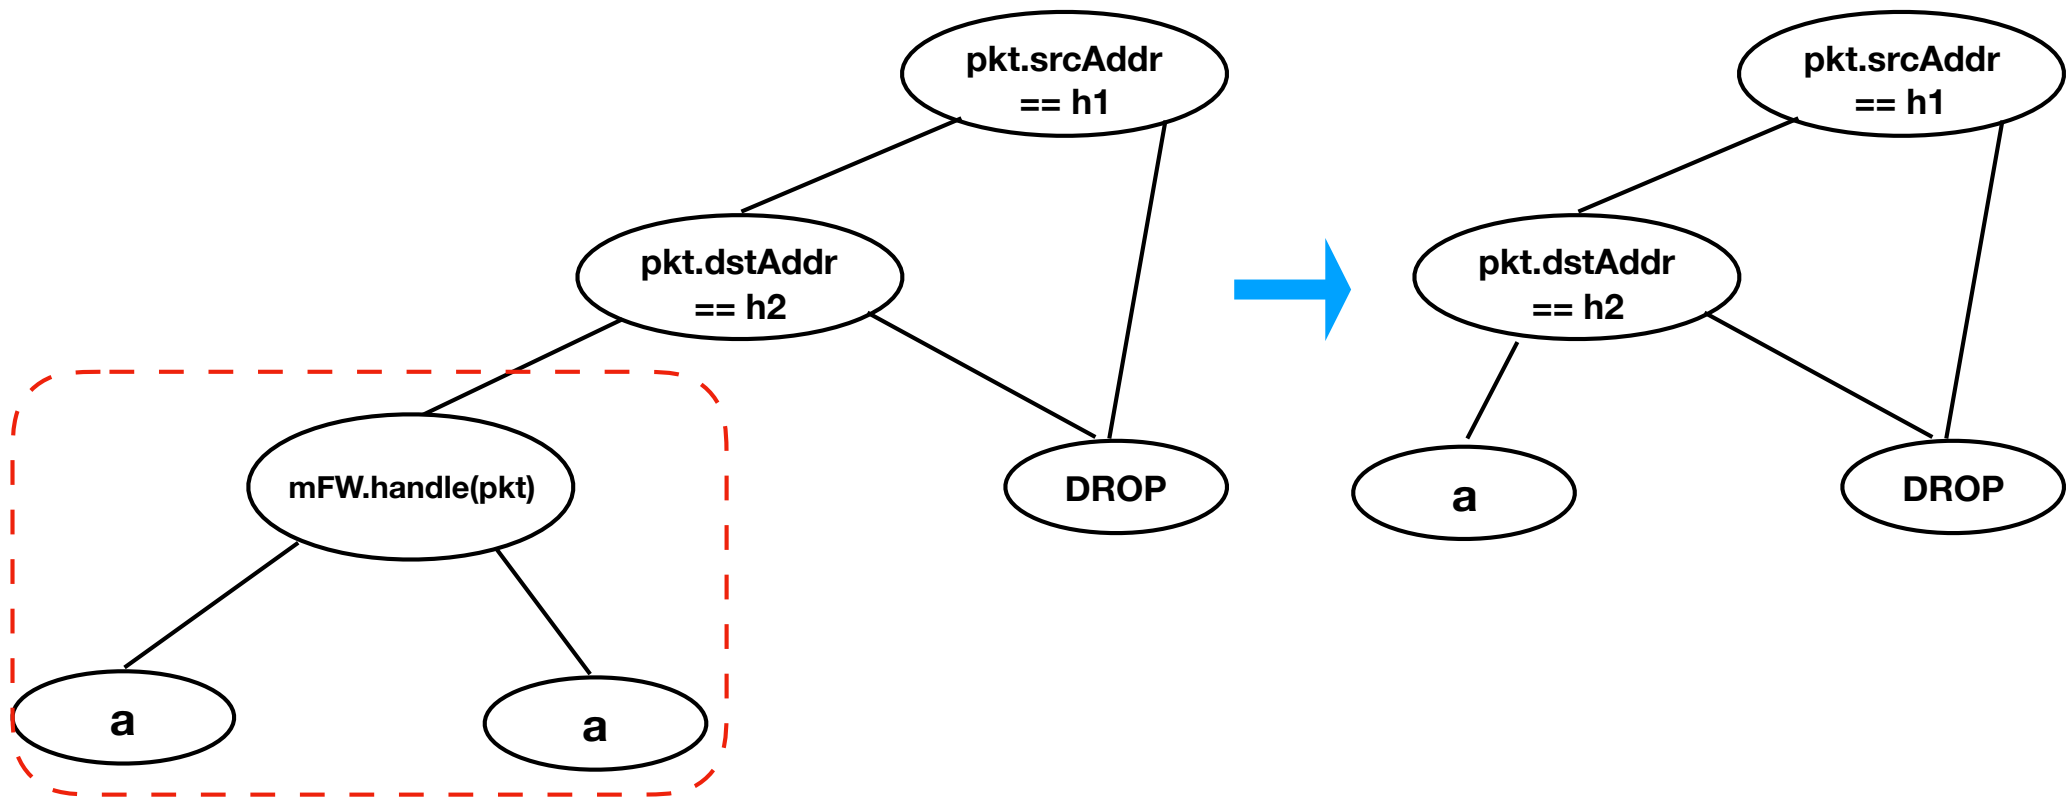 pkt.srcAddr
== h1
pkt.dstAddr
== h2
mFW.handle(pkt)
DROP
a
a
pkt.srcAddr
== h1
pkt.dstAddr
== h2
a
DROP